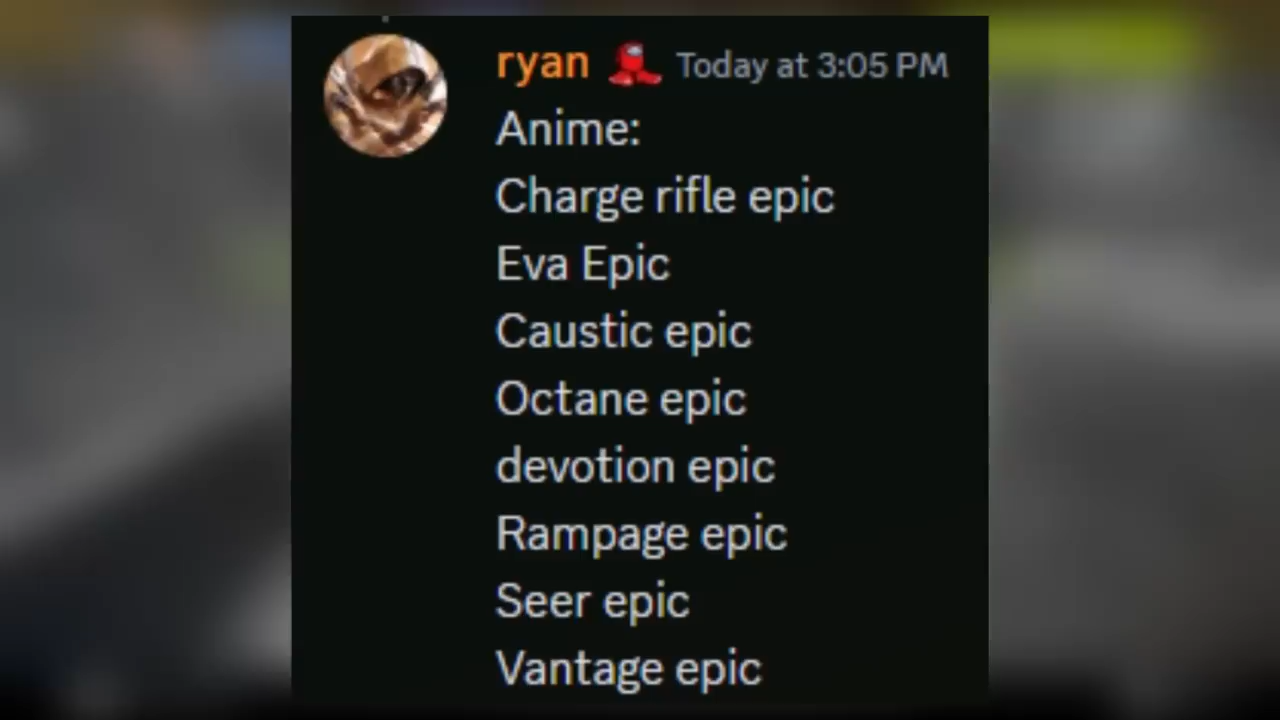 ryan Today at 3:05 PM
Anime:
Charge rifle epic
Eva Epic
Caustic epic
Octane epic
devotion epic
Rampage epic
Seer epic
Vantage epic